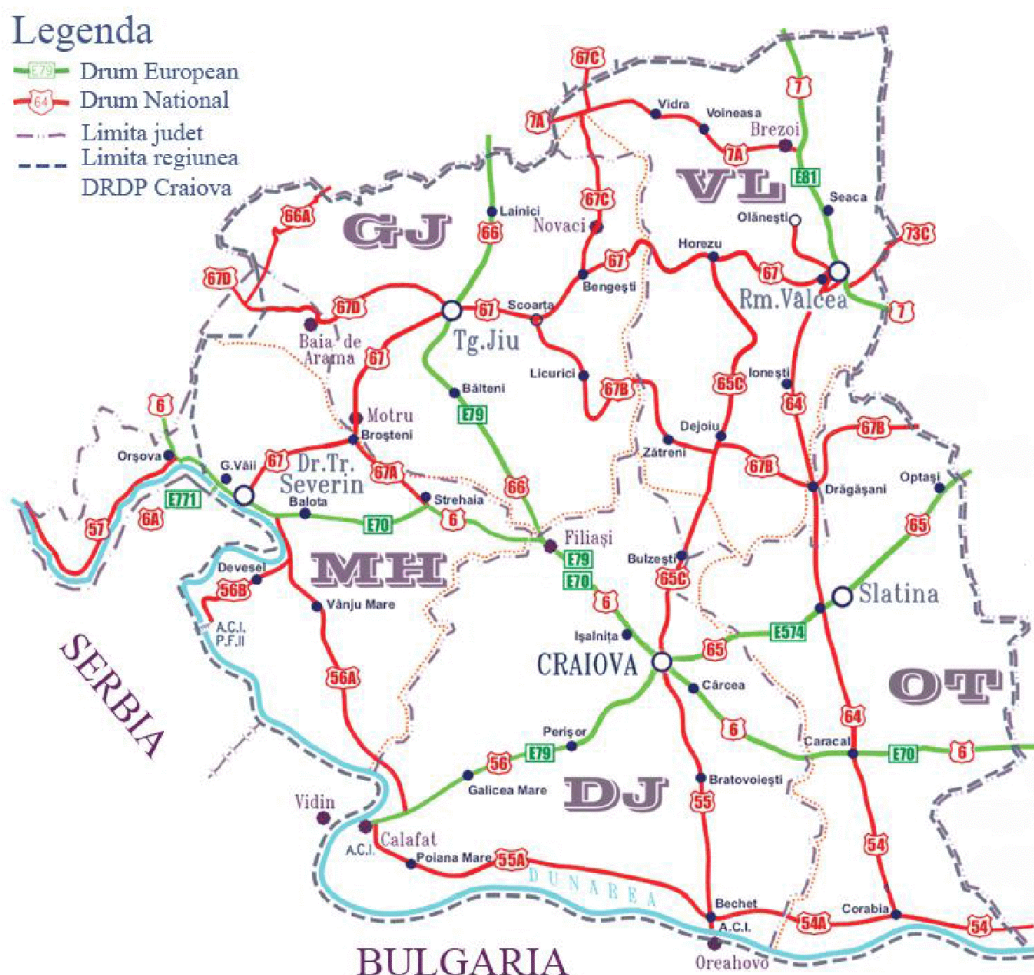 Legenda
E79 Drum European
64 Drum National
Limita judet
Limita regiunea
DRDP Craiova
67C
7
7A
Vidra
Voineasa
Brezoi
7A
E81
VL
66A
GJ
Lainici
66
67C
Novaci
Seaca
Olănești
73C
67D
67D
67
Bengești
Horezu
67
Rm.Valcea
7
Baia de
Arama
67
Scoarța
Tg.Jiu
67
Licurici
67B
65C
Ionești
64
Bâlteni
E79
6
Motru
Broșteni
Dejoiu
Zătreni
67B
67B
Orșova
G.Văii
67
Dr.Tr.
Severin
67A
66
Drăgășani
Optași
E771
6A
57
Balota
E70
Strehaia
6
65
Filiași
E79
E70
Bulzești
65C
MH
Devesel
56B
Vânju Mare
6
Slatina
A.C.I.
P.F.II
Ișalnița
E574
65
CRAIOVA
SERBIA
56A
Cârcea
OT
64
6
Perișor
E79
56
Caracal
E70
6
Galicea Mare
DJ
Bratovoiești
55
Vidin
Calafat
A.C.I.
Poiana Mare
55A
54
DUNAREA
Bechet
A.C.I.
54A
Corabia
54
BULGARIA
Oreahovo